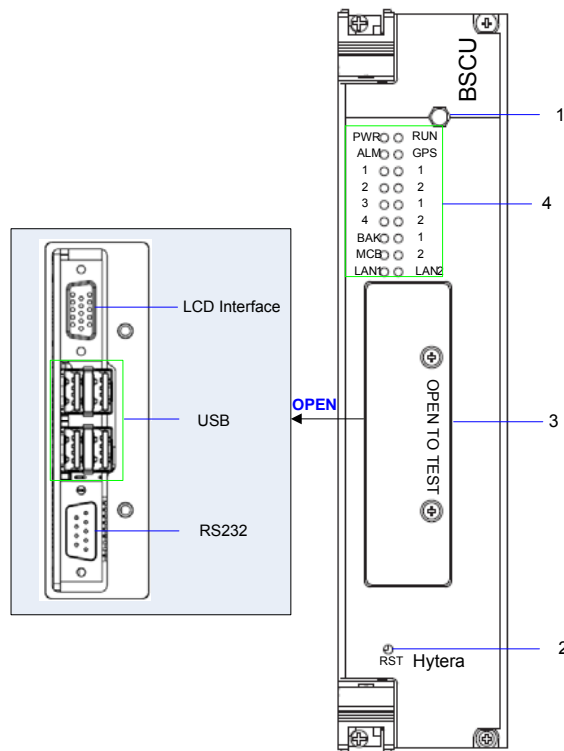 BSCU
1
PWR RUN
ALM GPS
1 1
2 2
3 1
4 2
BAK 1
MCB 2
LAN1 LAN2
4
LCD Interface
USB
RS232
OPEN
OPEN TO TEST
3
2
RST Hytera